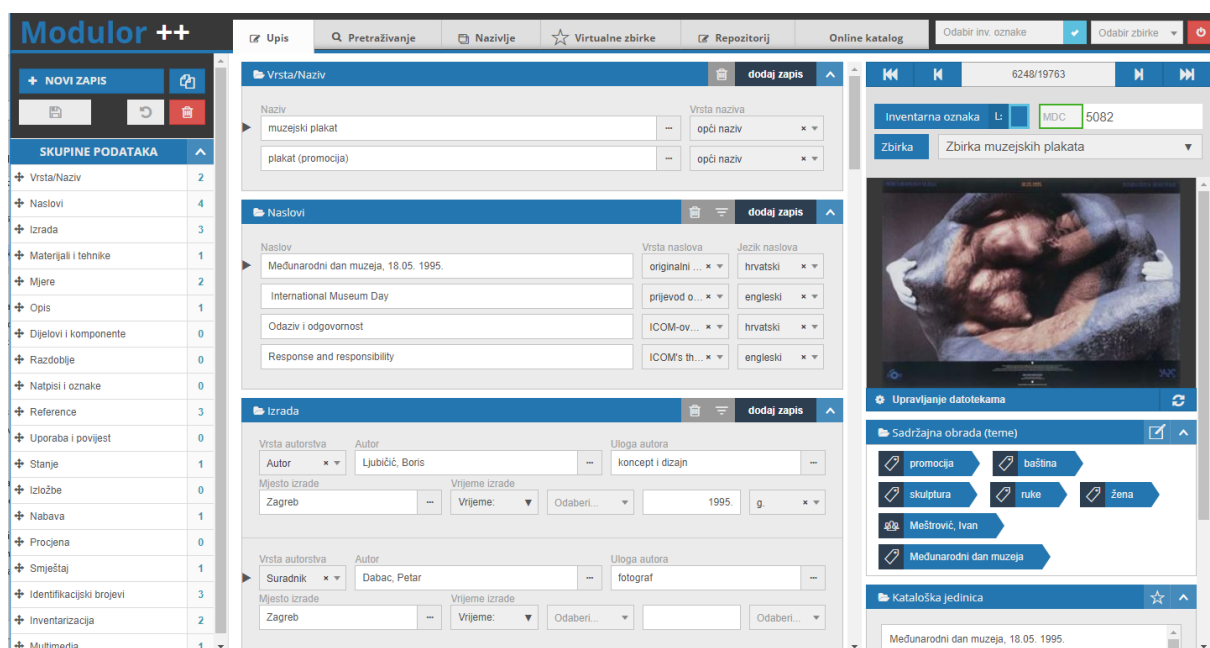 Modulor ++
Upis
Pretraživanje
Nazivlje
Virtualne zbirke
Repozitorij
Online katalog
Odabir inv. oznake
Odabir zbirke
+ NOVI ZAPIS
SKUPINE PODATAKA
Vrsta/Naziv 2
Naslovi 4
Izrada 3
Materijali i tehnike 1
Mjere 2
Opis 1
Dijelovi i komponente 0
Razdoblje 0
Natpisi i oznake 0
Reference 3
Uporaba i povijest 0
Stanje 1
Izložbe 0
Nabava 1
Procjena 0
Smještaj 1
Identifikacijski brojevi 3
Inventarizacija 2
Multimedia 1
Vrsta/Naziv dodaj zapis
Naziv Vrsta naziva
muzejski plakat ... opći naziv ×
plakat (promocija) ... opći naziv ×
Naslovi dodaj zapis
Naslov Vrsta naslova Jezik naslova
Međunarodni dan muzeja, 18.05. 1995. originalni ... × hrvatski ×
International Museum Day prijevod o... × engleski ×
Odaziv i odgovornost ICOM-ov... × hrvatski ×
Response and responsibility ICOM's th... × engleski ×
Izrada dodaj zapis
Vrsta autorstva Autor Uloga autora
Autor × Ljubičić, Boris ... koncept i dizajn ...
Mjesto izrade Vrijeme izrade
Zagreb ... Vrijeme: Odaberi... 1995. g. ×
Vrsta autorstva Autor Uloga autora
Suradnik × Dabac, Petar ... fotograf ...
Mjesto izrade Vrijeme izrade
Zagreb ... Vrijeme: Odaberi... Odaberi...
6248/19763
Inventarna oznaka L: MDC 5082
Zbirka Zbirka muzejskih plakata
Upravljanje datotekama
Sadržajna obrada (teme)
promocija baština
skulptura ruke žena
Meštrović, Ivan
Međunarodni dan muzeja
Kataloška jedinica
Međunarodni dan muzeja, 18.05. 1995.